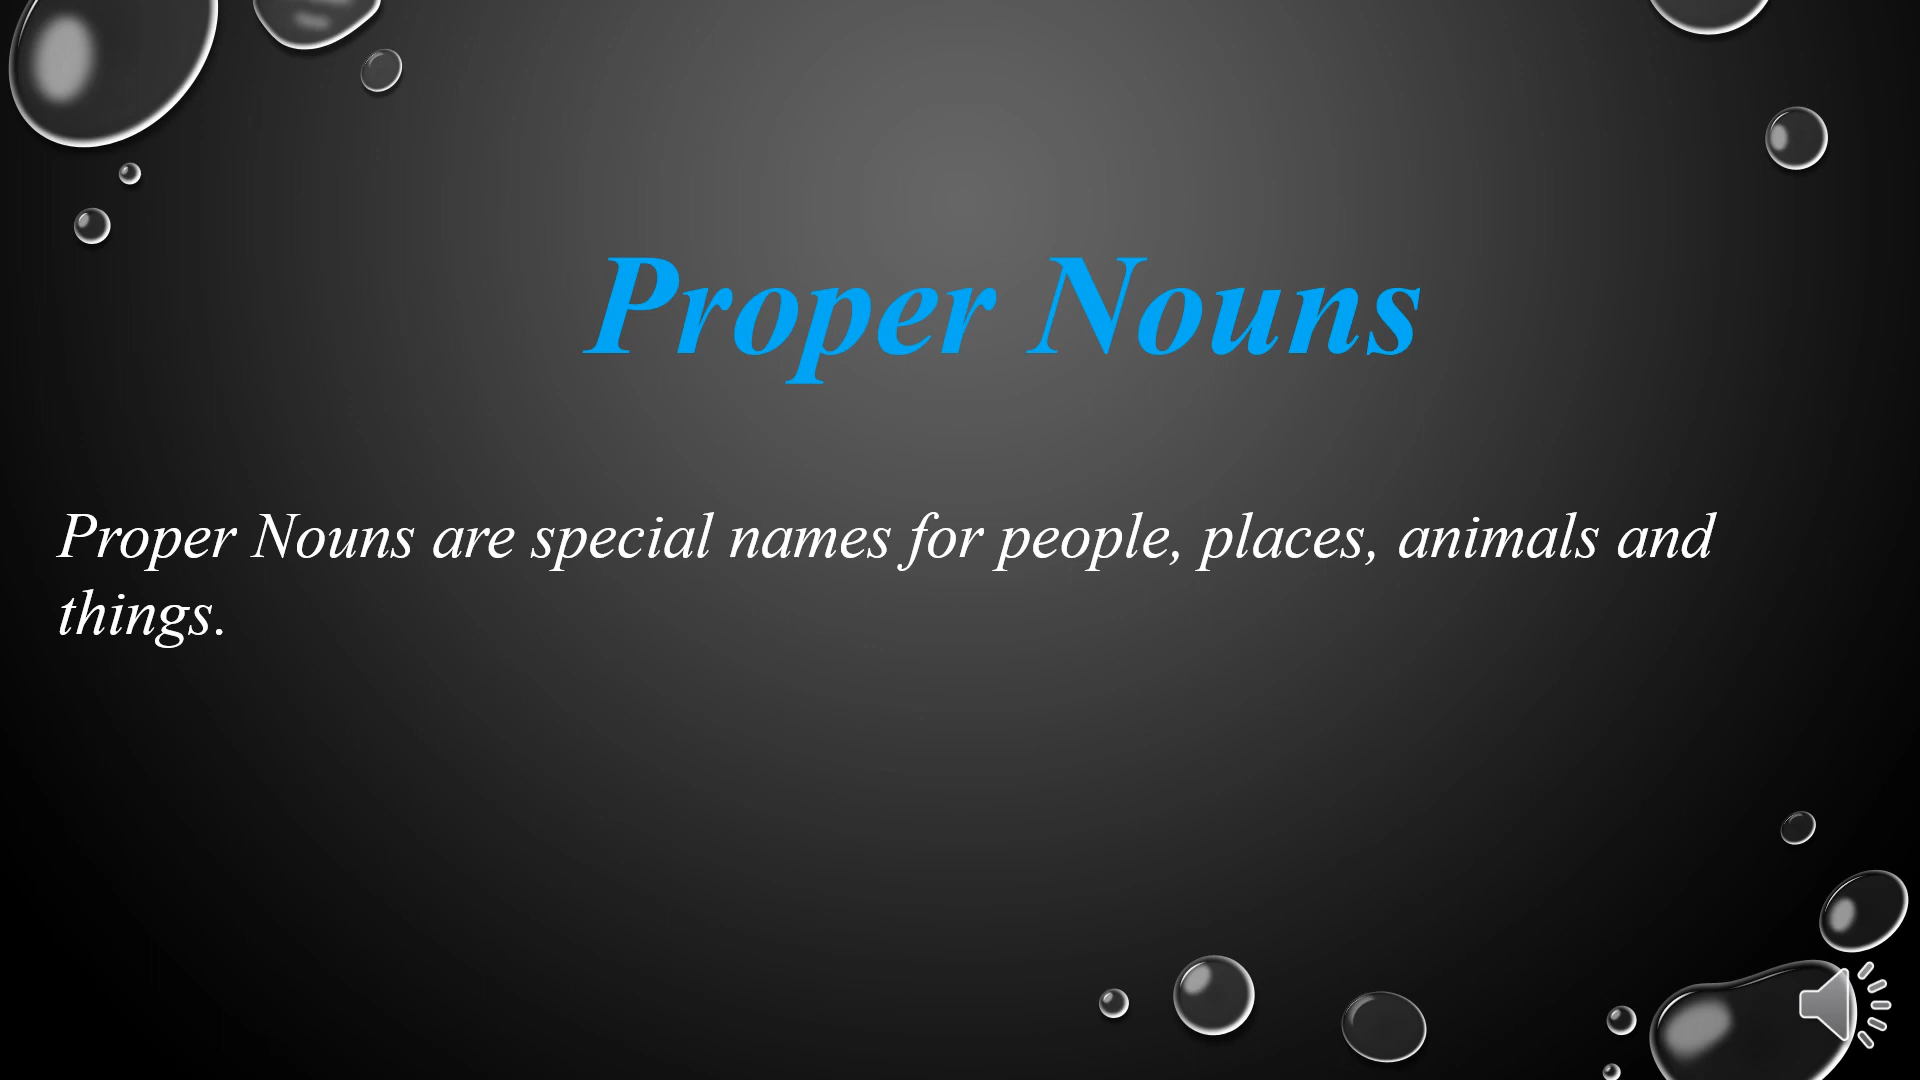 Proper Nouns
Proper Nouns are special names for people, places, animals and
things.